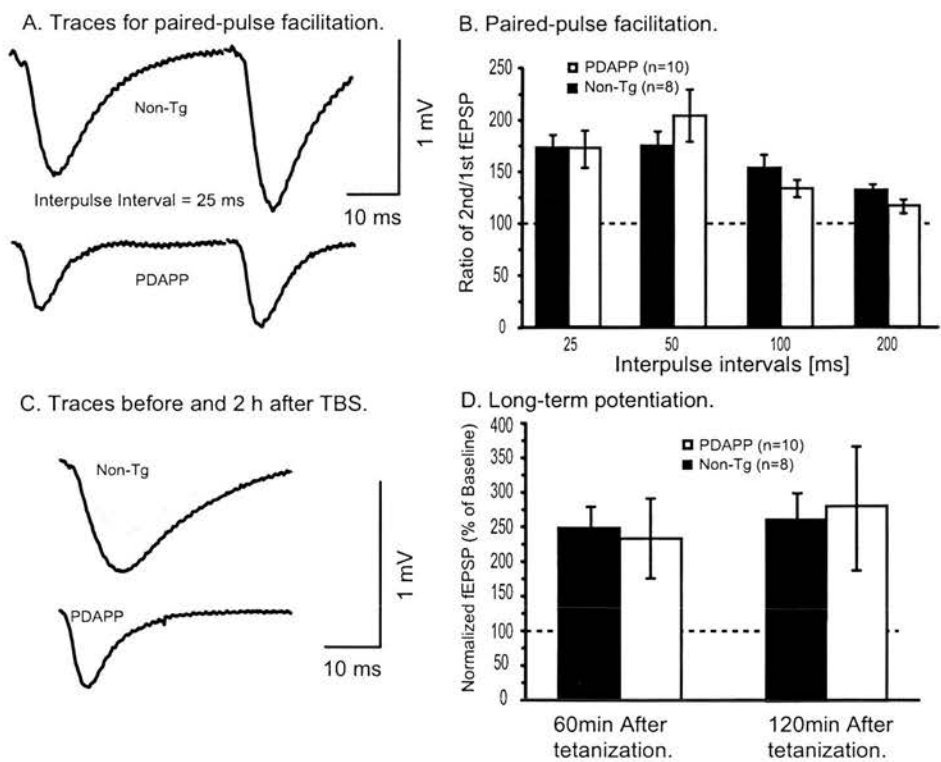 A. Traces for paired-pulse facilitation.
Non-Tg
1 mV
Interpulse Interval = 25 ms
10 ms
PDAPP
B. Paired-pulse facilitation.
PDAPP (n=10)
Non-Tg (n=8)
Ratio of 2nd/1st fEPSP
250
200
150
100
50
0
25 50 100 200
Interpulse intervals [ms]
C. Traces before and 2 h after TBS.
Non-Tg
PDAPP
1 mV
10 ms
D. Long-term potentiation.
PDAPP (n=10)
Non-Tg (n=8)
Normalized fEPSP (% of Baseline)
400
350
300
250
200
150
100
50
0
60min After
tetanization.
120min After
tetanization.